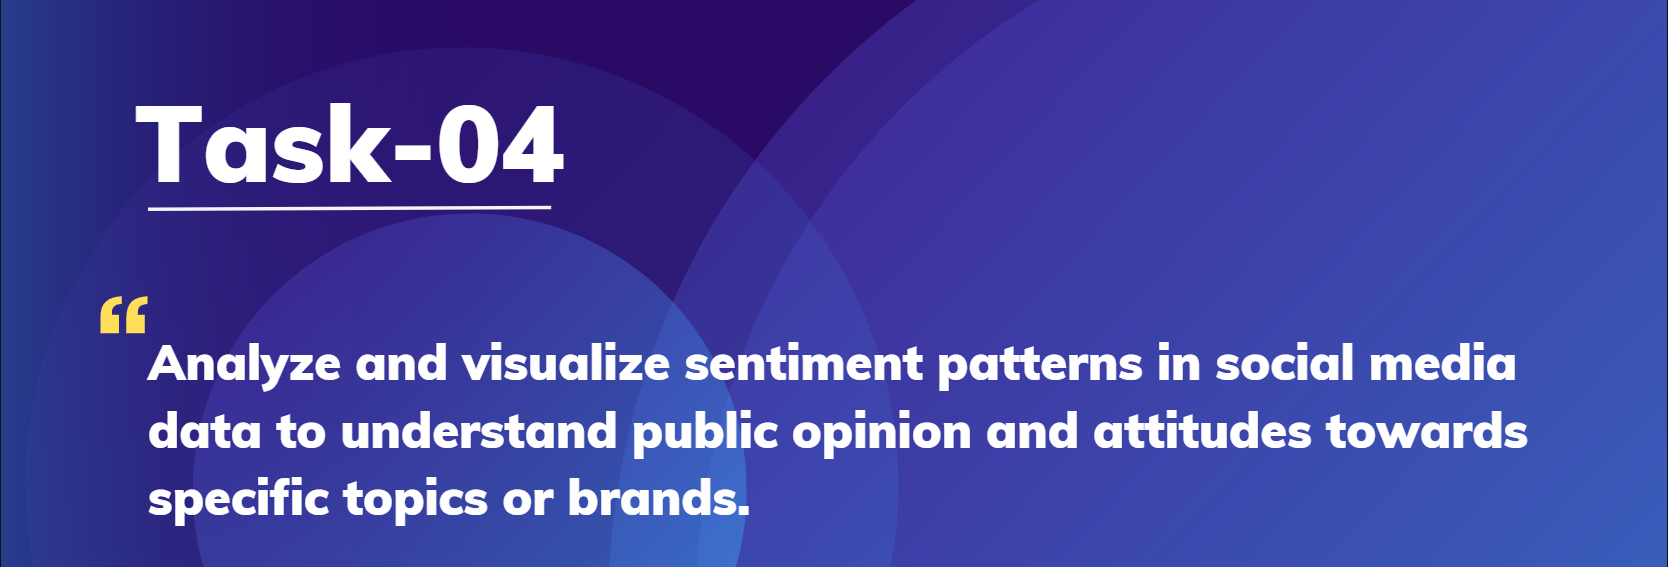 Task-04
“
Analyze and visualize sentiment patterns in social media
data to understand public opinion and attitudes towards
specific topics or brands.